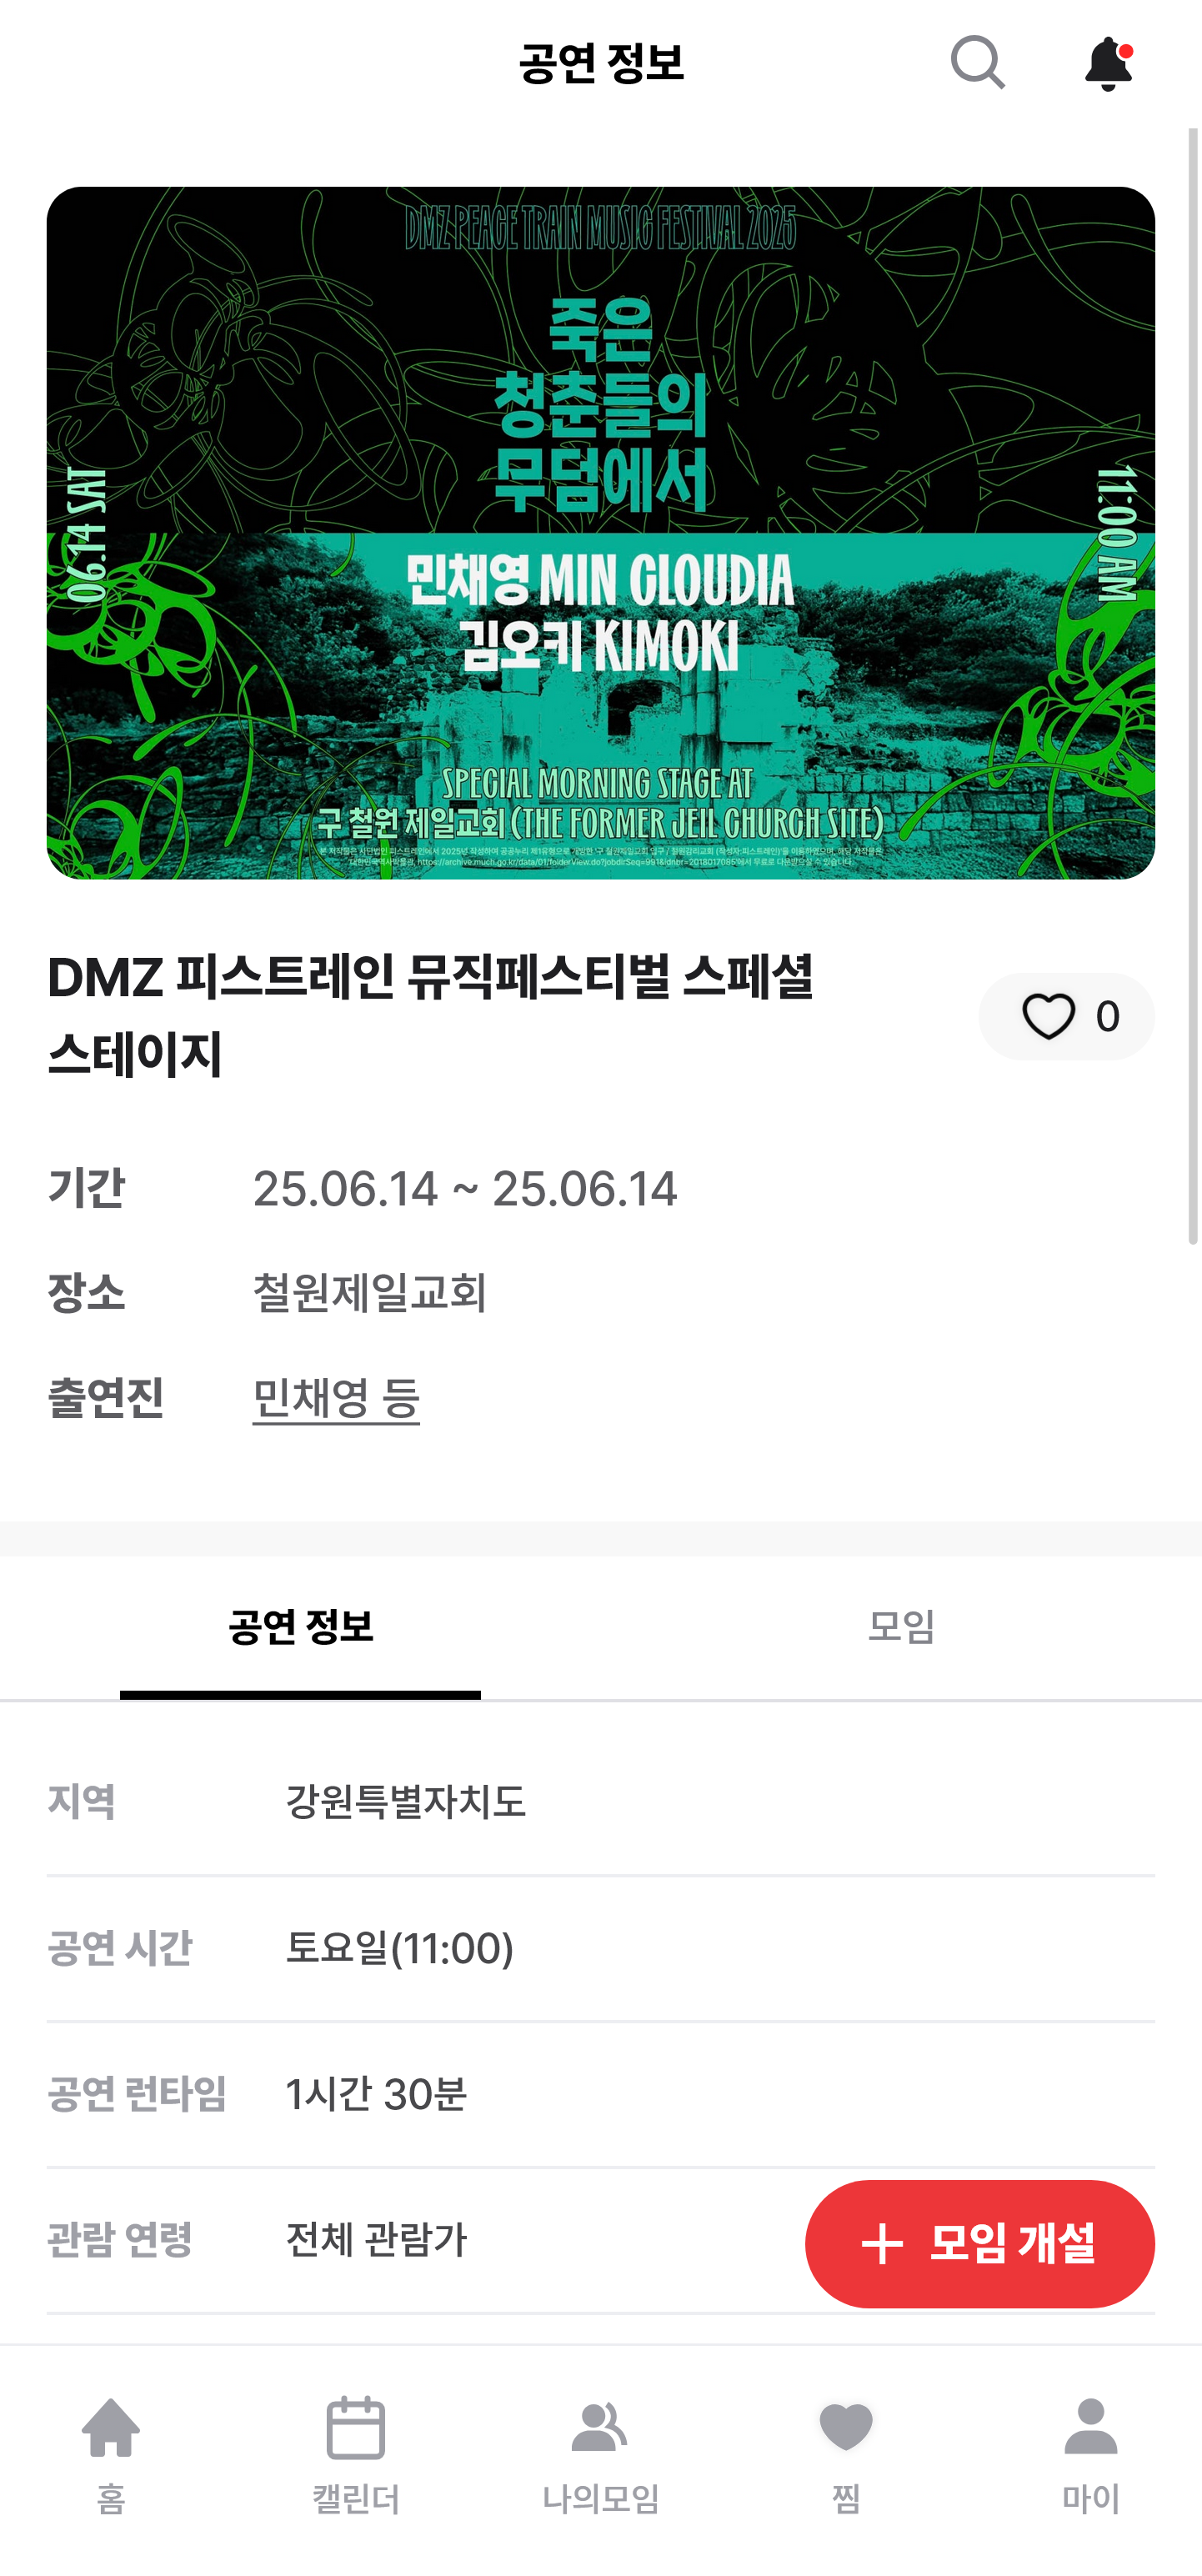 공연 정보
DMZ PEACE TRAIN MUSIC FESTIVAL 2025
죽은
청춘들의
무덤에서
06.14 SAT
11:00 AM
민채영 MIN CLOUDIA
김오키 KIMOKI
SPECIAL MORNING STAGE AT
구 철원 제일교회 (THE FORMER JEIL CHURCH SITE)
DMZ 피스트레인 뮤직페스티벌 스페셜
스테이지
0
기간 25.06.14 ~ 25.06.14
장소 철원제일교회
출연진 민채영 등
공연 정보 모임
지역 강원특별자치도
공연 시간 토요일(11:00)
공연 런타임 1시간 30분
관람 연령 전체 관람가
+ 모임 개설
홈 캘린더 나의모임 찜 마이